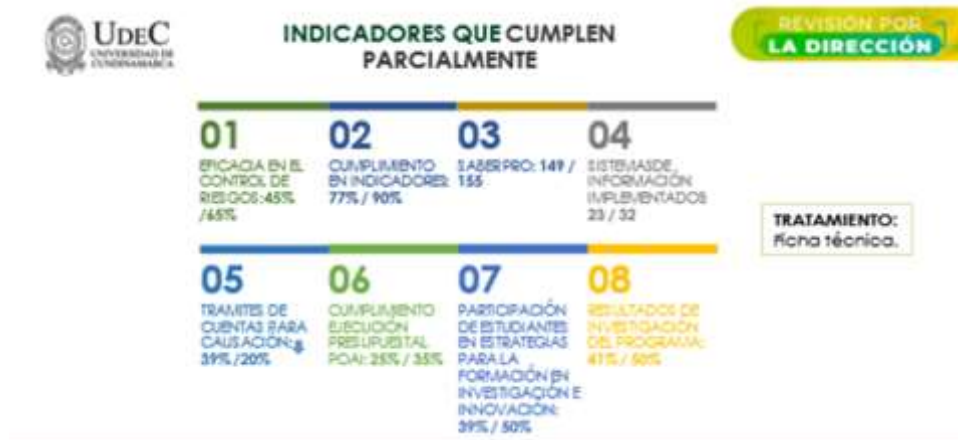 UDEC
UNIVERSIDAD DE
CUNDINAMARCA
INDICADORES QUE CUMPLEN
PARCIALMENTE
REVISIÓN POR
LA DIRECCIÓN
01
EFICACIA EN EL
CONTROL DE
RIESGOS:45%
/65%
02
CUMPLIMIENTO
EN INDICADORES:
77% / 90%
03
SABER PRO: 149 /
155
04
SISTEMAS DE
INFORMACIÓN
IMPLEMENTADOS
23 / 32
TRATAMIENTO:
Ficha técnica.
05
TRAMITES DE
CUENTAS PARA
CAUSACIÓN:
39% /20%
06
CUMPLIMIENTO
EJECUCIÓN
PRESUPUESTAL
POAI: 25% / 35%
07
PARTICIPACIÓN
DE ESTUDIANTES
EN ESTRATEGIAS
PARA LA
FORMACIÓN EN
INVESTIGACIÓN E
INNOVACIÓN:
39% / 50%
08
RESULTADOS DE
INVESTIGACIÓN
DEL PROGRAMA:
41% / 50%